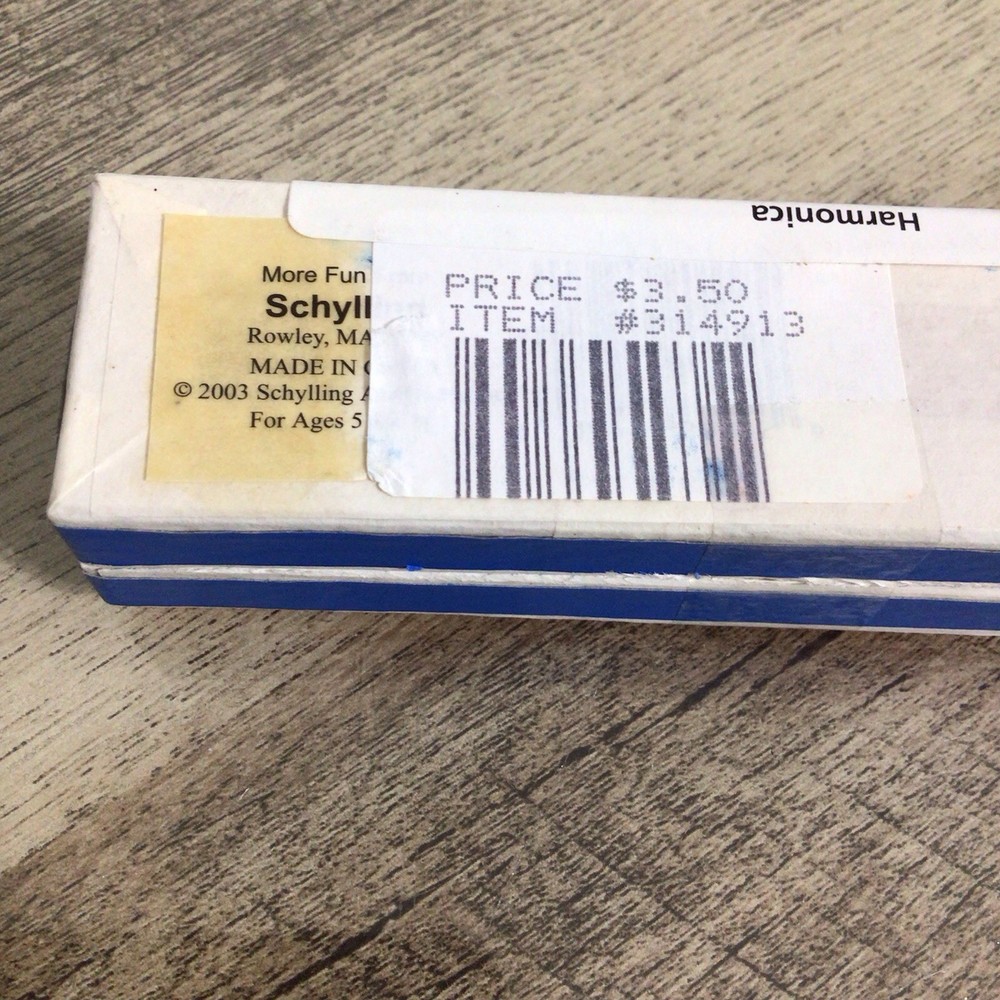 Harmonica
More Fun
Schyll
Rowley, MA
MADE IN
© 2003 Schylling A
For Ages 5
PRICE $3.50
ITEM #314913